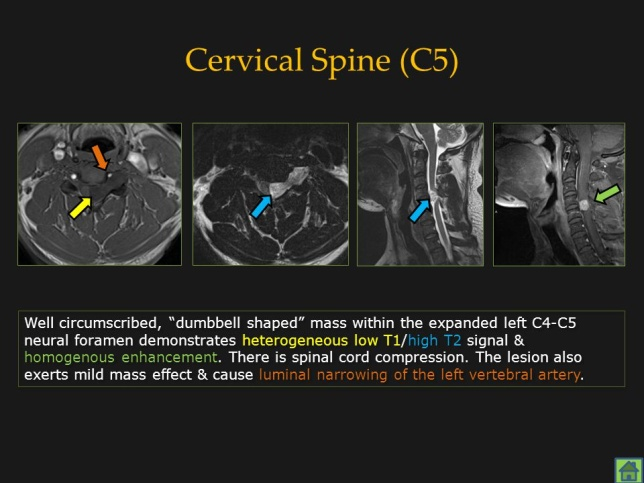 Cervical Spine (C5)
Well circumscribed, “dumbbell shaped” mass within the expanded left C4-C5
neural foramen demonstrates heterogeneous low T1/high T2 signal &
homogenous enhancement. There is spinal cord compression. The lesion also
exerts mild mass effect & cause luminal narrowing of the left vertebral artery.